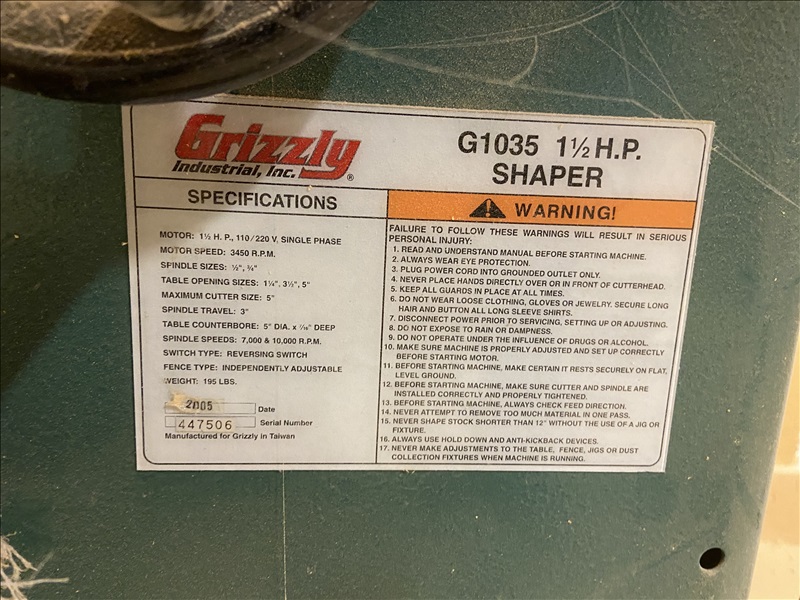 Grizzly
Industrial, Inc.
®
G1035 1½ H.P.
SHAPER
SPECIFICATIONS
MOTOR: 1½ H. P., 110/220 V, SINGLE PHASE
MOTOR SPEED: 3450 R.P.M.
SPINDLE SIZES: ½", ¾"
TABLE OPENING SIZES: 1¼", 3½", 5"
MAXIMUM CUTTER SIZE: 5"
SPINDLE TRAVEL: 3"
TABLE COUNTERBORE: 5" DIA. x DEEP
SPINDLE SPEEDS: 7,000 & 10,000 R.P.M.
SWITCH TYPE: REVERSING SWITCH
FENCE TYPE: INDEPENDENTLY ADJUSTABLE
WEIGHT: 195 LBS.
2005 Date
447506 Serial Number
Manufactured for Grizzly in Taiwan
WARNING!
FAILURE TO FOLLOW THESE WARNINGS WILL RESULT IN SERIOUS
PERSONAL INJURY:
1. READ AND UNDERSTAND MANUAL BEFORE STARTING MACHINE.
2. ALWAYS WEAR EYE PROTECTION.
3. PLUG POWER CORD INTO GROUNDED OUTLET ONLY.
4. NEVER PLACE HANDS DIRECTLY OVER OR IN FRONT OF CUTTERHEAD.
5. KEEP ALL GUARDS IN PLACE AT ALL TIMES.
6. DO NOT WEAR LOOSE CLOTHING, GLOVES OR JEWELRY. SECURE LONG
HAIR AND BUTTON ALL LONG SLEEVE SHIRTS.
7. DISCONNECT POWER PRIOR TO SERVICING, SETTING UP OR ADJUSTING.
8. DO NOT EXPOSE TO RAIN OR DAMPNESS.
9. DO NOT OPERATE UNDER THE INFLUENCE OF DRUGS OR ALCOHOL.
10. MAKE SURE MACHINE IS PROPERLY ADJUSTED AND SET UP CORRECTLY
BEFORE STARTING MOTOR.
11. BEFORE STARTING MACHINE, MAKE CERTAIN IT RESTS SECURELY ON FLAT,
LEVEL GROUND.
12. BEFORE STARTING MACHINE, MAKE SURE CUTTER AND SPINDLE ARE
INSTALLED CORRECTLY AND PROPERLY TIGHTENED.
13. BEFORE STARTING MACHINE, ALWAYS CHECK FEED DIRECTION.
14. NEVER ATTEMPT TO REMOVE TOO MUCH MATERIAL IN ONE PASS.
15. NEVER SHAPE STOCK SHORTER THAN 12" WITHOUT THE USE OF A JIG OR
FIXTURE.
16. ALWAYS USE HOLD DOWN AND ANTI-KICKBACK DEVICES.
17. NEVER MAKE ADJUSTMENTS TO THE TABLE, FENCE, JIGS OR DUST
COLLECTION FIXTURES WHEN MACHINE IS RUNNING.